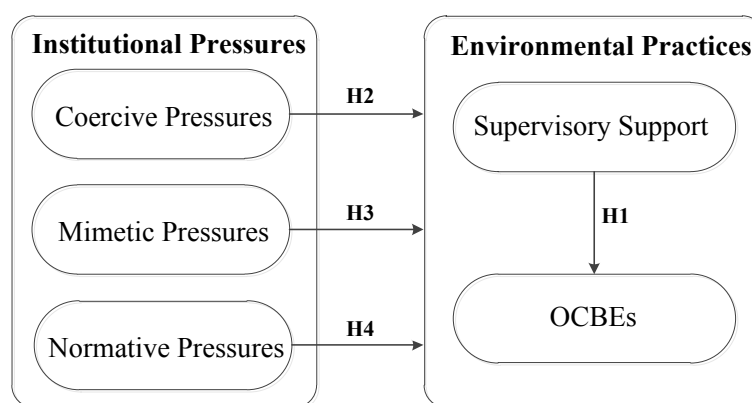 Institutional Pressures
Coercive Pressures
Mimetic Pressures
Normative Pressures
H2
H3
H4
Environmental Practices
Supervisory Support
H1
OCBEs